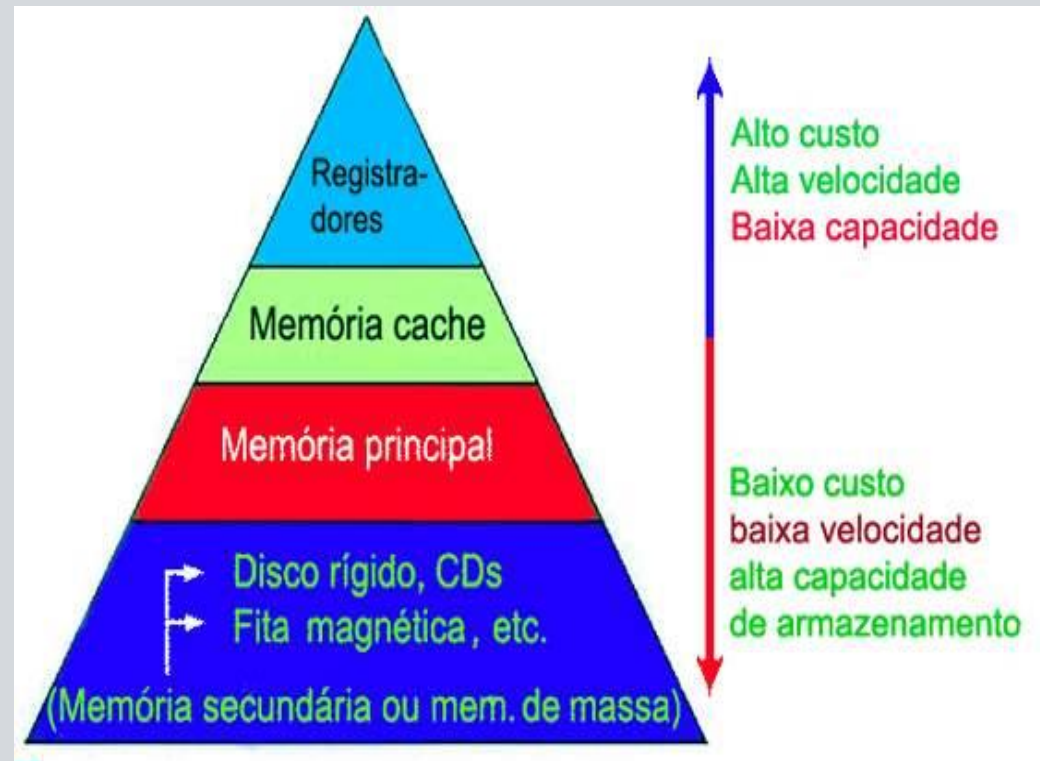 Registra-
dores
Memória cache
Memória principal
Disco rígido, CDs
Fita magnética, etc.
(Memória secundária ou mem. de massa)
Alto custo
Alta velocidade
Baixa capacidade
Baixo custo
baixa velocidade
alta capacidade
de armazenamento